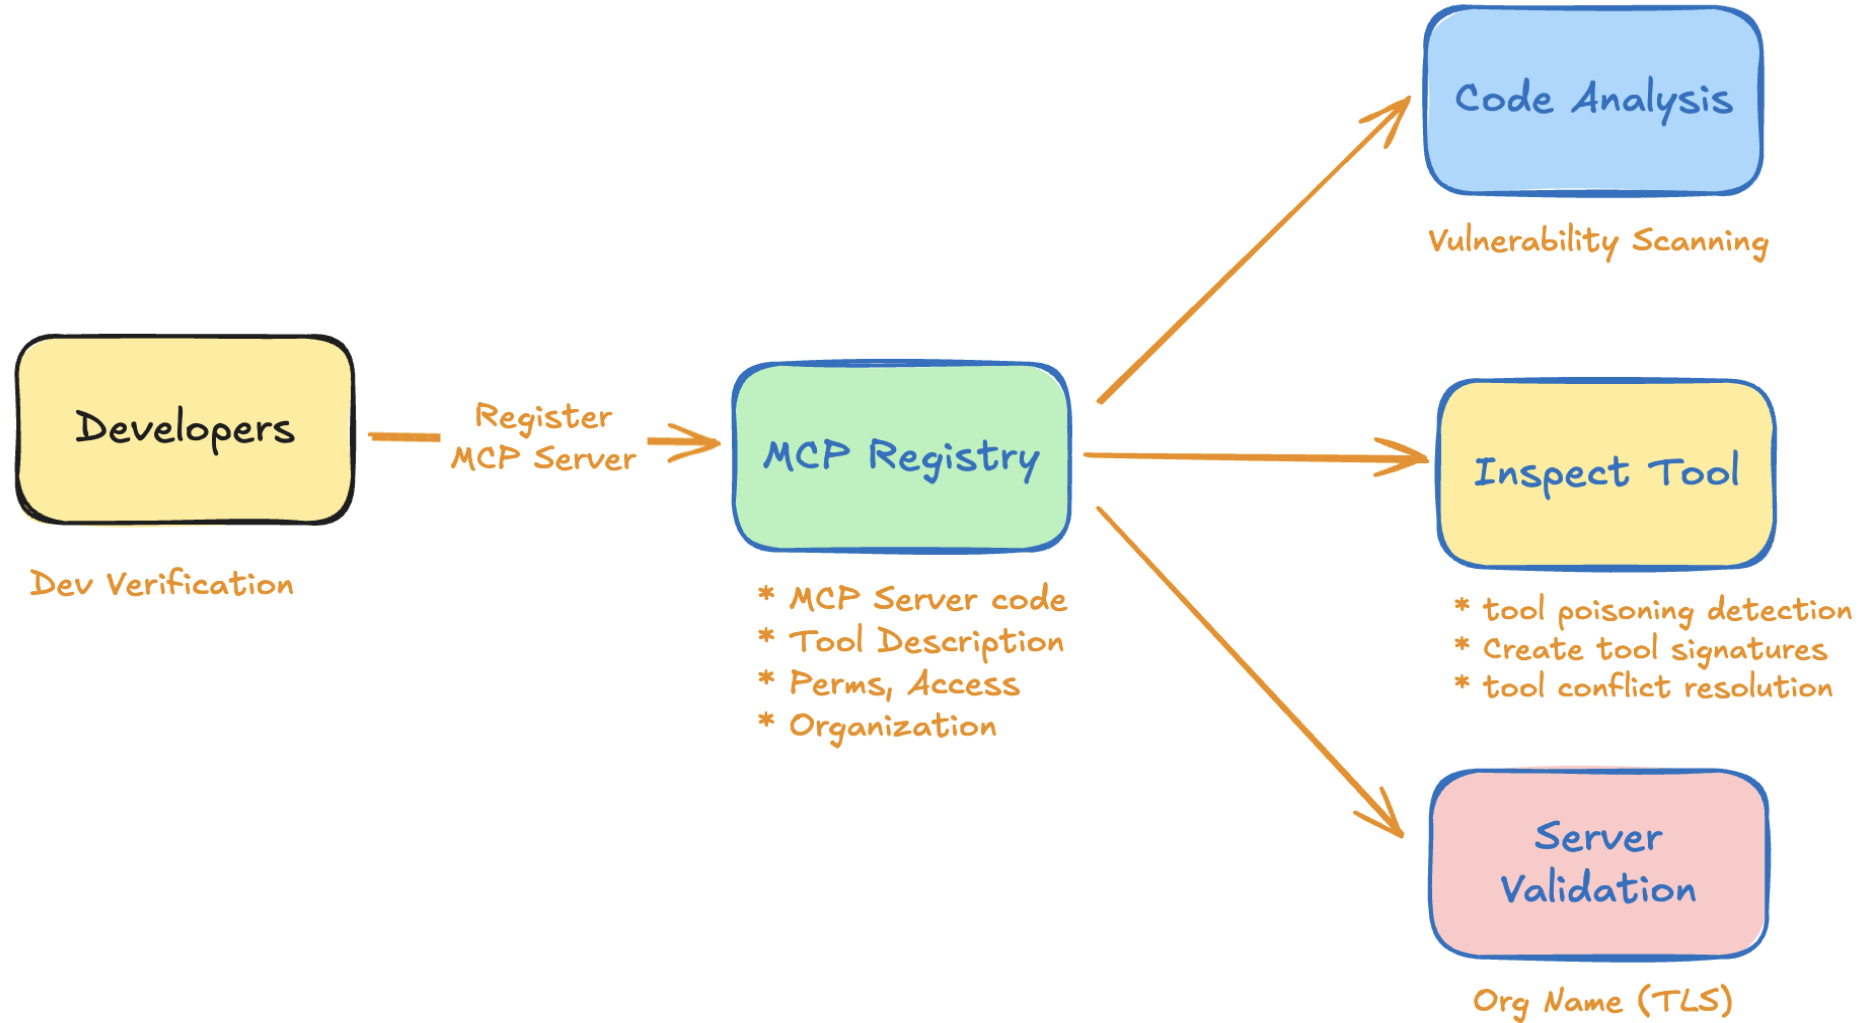 Developers
Dev Verification
Register
MCP Server
MCP Registry
* MCP Server code
* Tool Description
* Perms, Access
* Organization
Code Analysis
Vulnerability Scanning
Inspect Tool
* tool poisoning detection
* Create tool signatures
* tool conflict resolution
Server
Validation
Org Name (TLS)